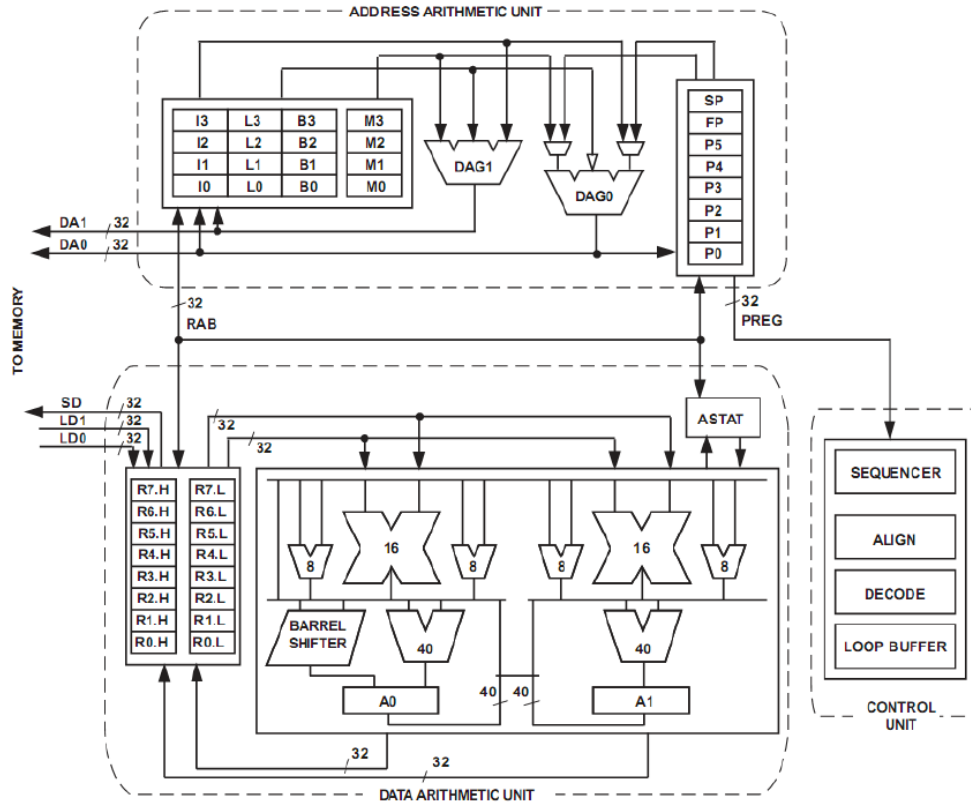 ADDRESS ARITHMETIC UNIT
I3 L3 B3 M3
I2 L2 B2 M2
I1 L1 B1 M1
I0 L0 B0 M0
DAG1
DAG0
SP
FP
P5
P4
P3
P2
P1
P0
DA1 32
DA0 32
32
RAB
32
PREG
TO MEMORY
SD 32
LD1 32
LD0 32
32
32
ASTAT
R7.H R7.L
R6.H R6.L
R5.H R5.L
R4.H R4.L
R3.H R3.L
R2.H R2.L
R1.H R1.L
R0.H R0.L
8 16 8 8 16 8
BARREL
SHIFTER
40 40
A0 40 40 A1
32
32
DATA ARITHMETIC UNIT
SEQUENCER
ALIGN
DECODE
LOOP BUFFER
CONTROL
UNIT